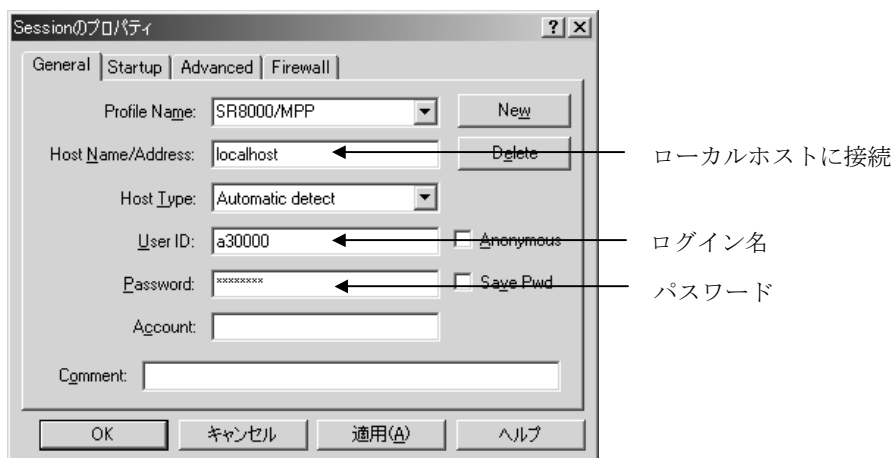 Sessionのプロパティ
General Startup Advanced Firewall
Profile Name: SR8000/MPP New
Host Name/Address: localhost Delete ローカルホストに接続
Host Type: Automatic detect
User ID: a30000 Anonymous ログイン名
Password: ******** Save Pwd パスワード
Account:
Comment:
OK キャンセル 適用(A) ヘルプ